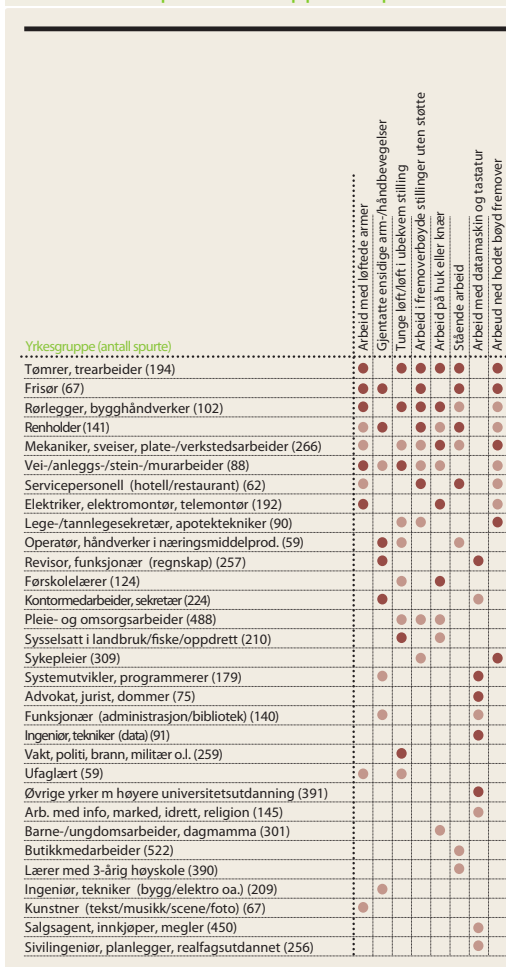 Arbeid med løftede armer
Gjentatte ensidige arm-/håndbevegelser
Tunge løft/løft i ubekvem stilling
Arbeid i fremoverbøyde stillinger uten støtte
Arbeid på huk eller knær
Stående arbeid
Arbeid med datamaskin og tastatur
Arbeud ned hodet bøyd fremover
Yrkesgruppe (antall spurte)
Tømrer, trearbeider (194)
Frisør (67)
Rørlegger, bygghåndverker (102)
Renholder (141)
Mekaniker, sveiser, plate-/verkstedsarbeider (266)
Vei-/anleggs-/stein-/murarbeider (88)
Servicepersonell (hotell/restaurant) (62)
Elektriker, elektromontør, telemontør (192)
Lege-/tannlegesekretær, apotektekniker (90)
Operatør, håndverker i næringsmiddelprod. (59)
Revisor, funksjonær (regnskap) (257)
Førskolelærer (124)
Kontormedarbeider, sekretær (224)
Pleie- og omsorgsarbeider (488)
Sysselsatt i landbruk/fiske/oppdrett (210)
Sykepleier (309)
Systemutvikler, programmerer (179)
Advokat, jurist, dommer (75)
Funksjonær (administrasjon/bibliotek) (140)
Ingeniør, tekniker (data) (91)
Vakt, politi, brann, militær o.l. (259)
Ufaglært (59)
Øvrige yrker m høyere universitetsutdanning (391)
Arb. med info, marked, idrett, religion (145)
Barne-/ungdomsarbeider, dagmamma (301)
Butikkmedarbeider (522)
Lærer med 3-årig høyskole (390)
Ingeniør, tekniker (bygg/elektro oa.) (209)
Kunstner (tekst/musikk/scene/foto) (67)
Salgsagent, innkjøper, megler (450)
Sivilingeniør, planlegger, realfagsutdannet (256)